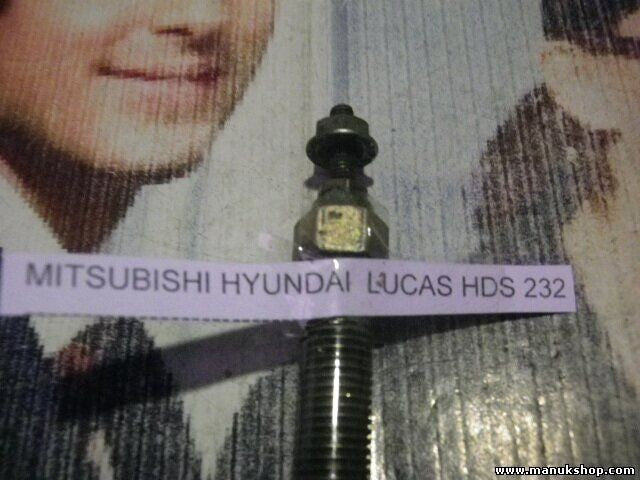 MITSUBISHI HYUNDAI LUCAS HDS 232
www.manukshop.com